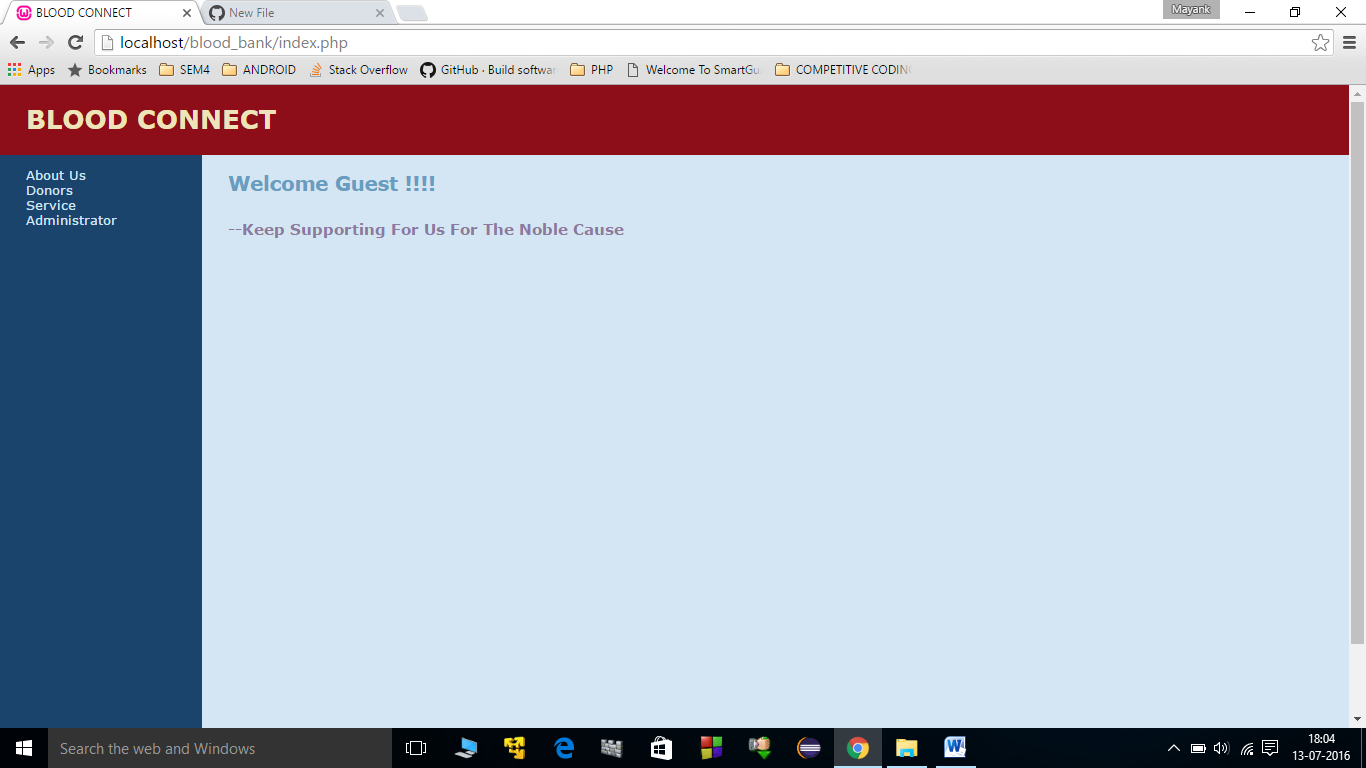 BLOOD CONNECT
New File
Mayank
localhost/blood_bank/index.php
Apps Bookmarks SEM4 ANDROID Stack Overflow GitHub · Build softwar PHP Welcome To SmartGu COMPETITIVE CODING
BLOOD CONNECT
About Us
Donors
Service
Administrator
Welcome Guest !!!!
--Keep Supporting For Us For The Noble Cause
Search the web and Windows
18:04
13-07-2016